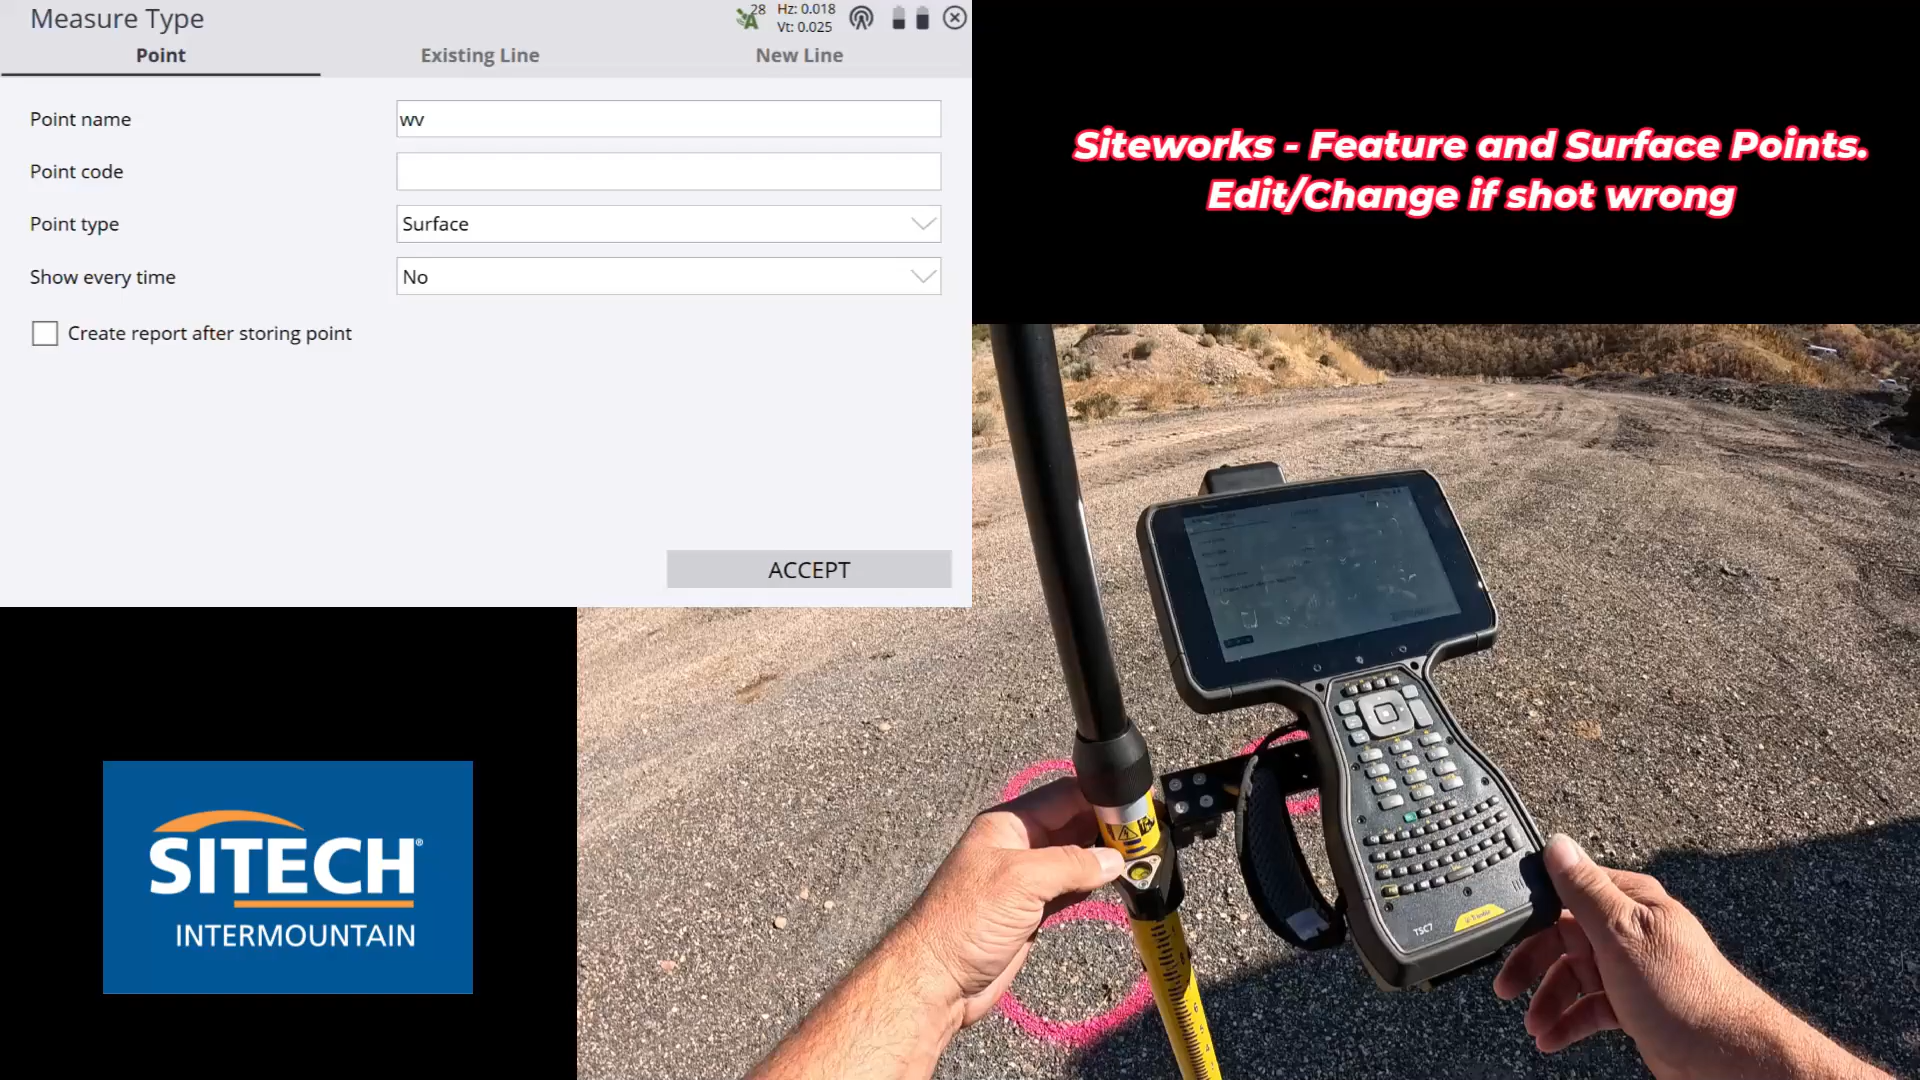 Measure Type
28
Hz: 0.018
Vt: 0.025
Point
Existing Line
New Line
Point name
wv
Point code
Point type
Surface
Show every time
No
Create report after storing point
ACCEPT
Siteworks - Feature and Surface Points.
Edit/Change if shot wrong
SITECH®
INTERMOUNTAIN
TSC7